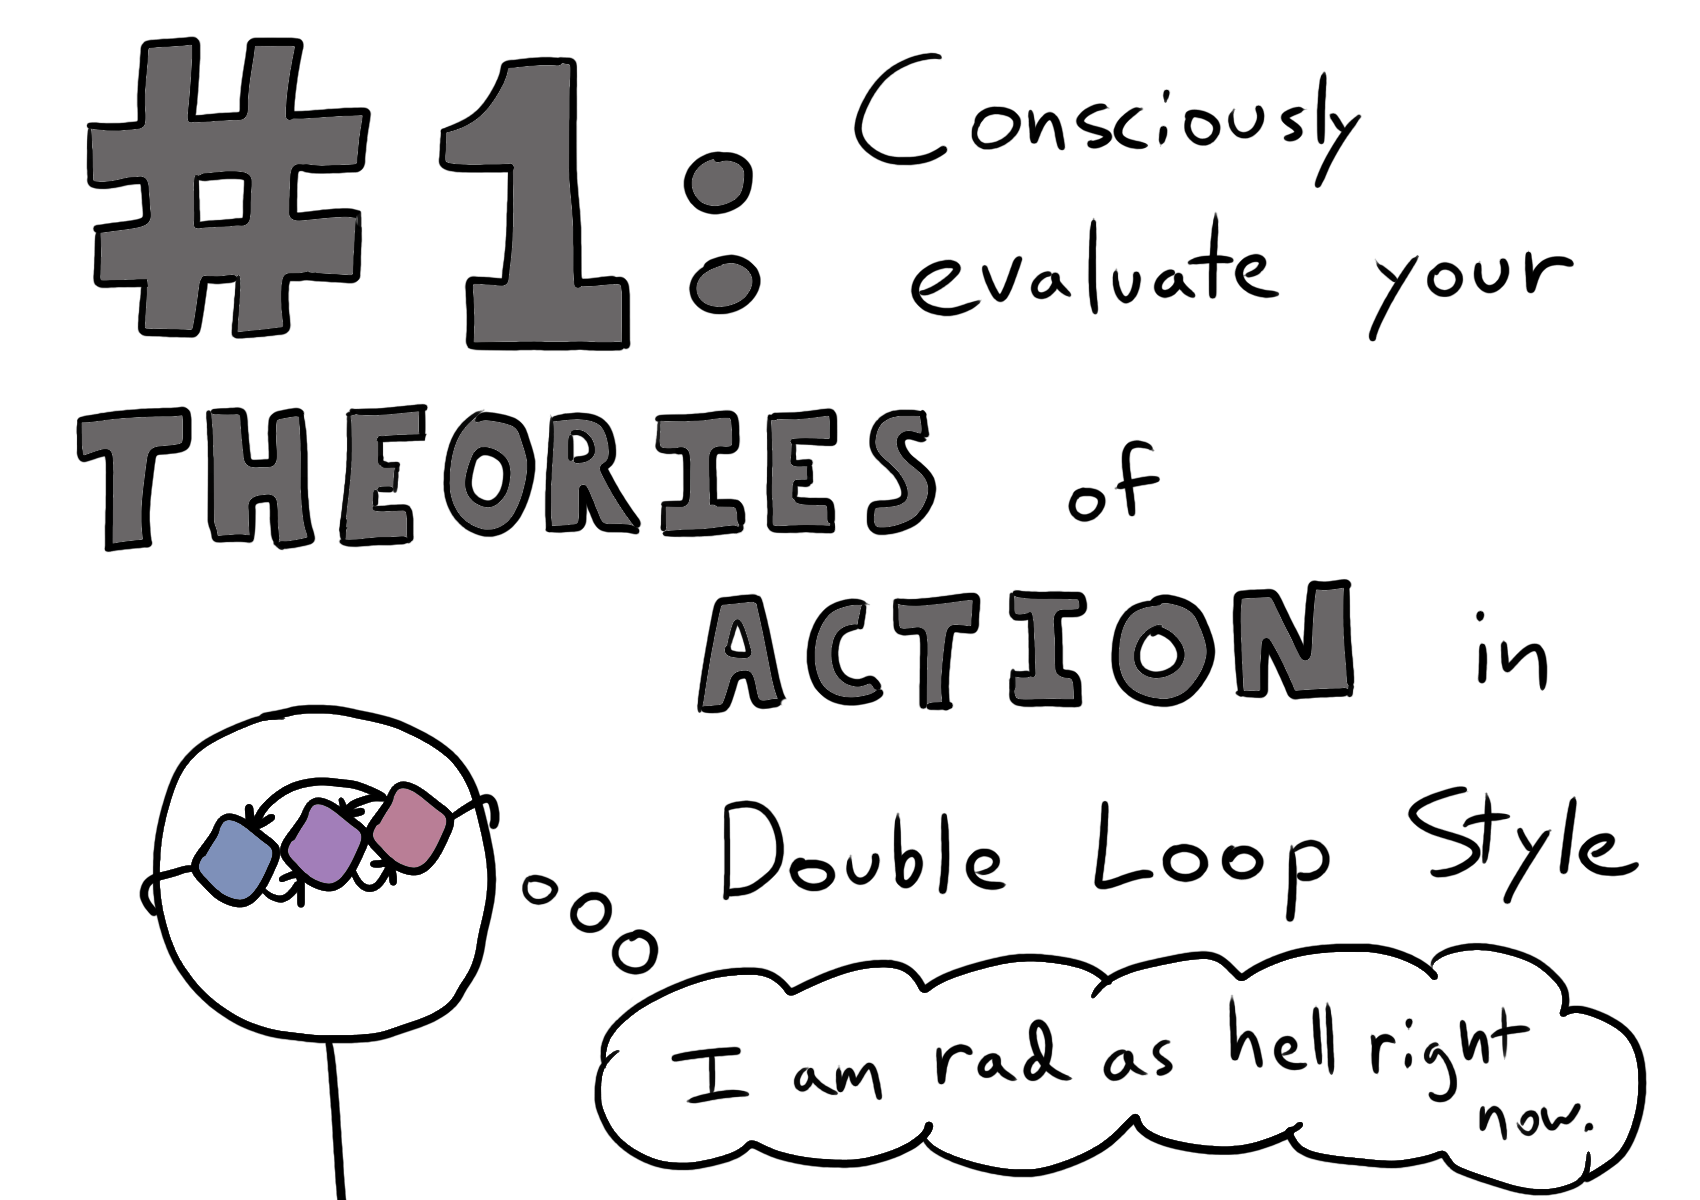 #1: Consciously
evaluate your
THEORIES of
ACTION in
Double Loop Style
I am rad as hell right
now.